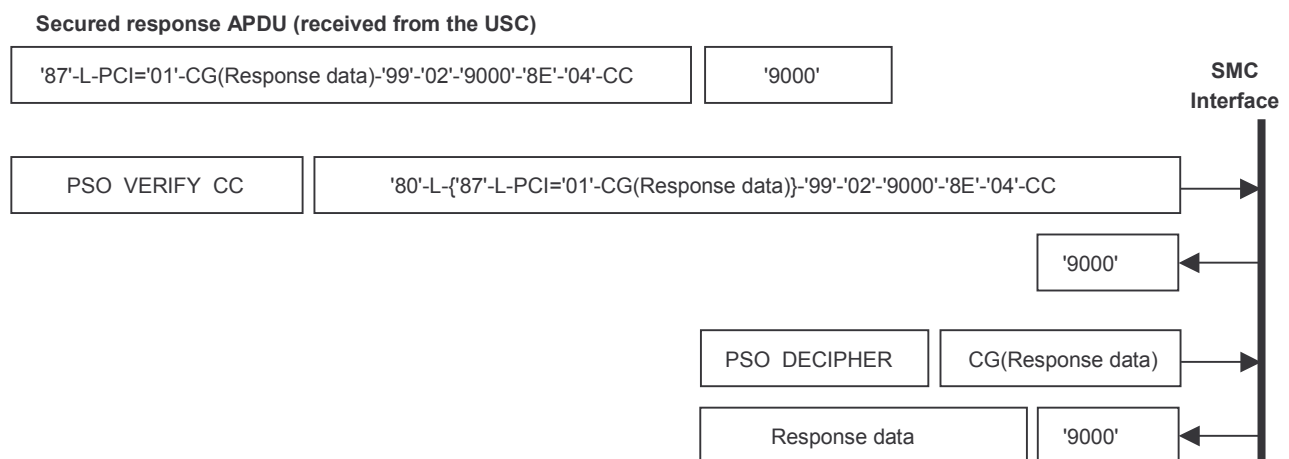 Secured response APDU (received from the USC)
'87'-L-PCI='01'-CG(Response data)-'99'-'02'-'9000'-'8E'-'04'-CC
'9000'
SMC
Interface
PSO VERIFY CC
'80'-L-{'87'-L-PCI='01'-CG(Response data)}-'99'-'02'-'9000'-'8E'-'04'-CC
'9000'
PSO DECIPHER
CG(Response data)
Response data
'9000'